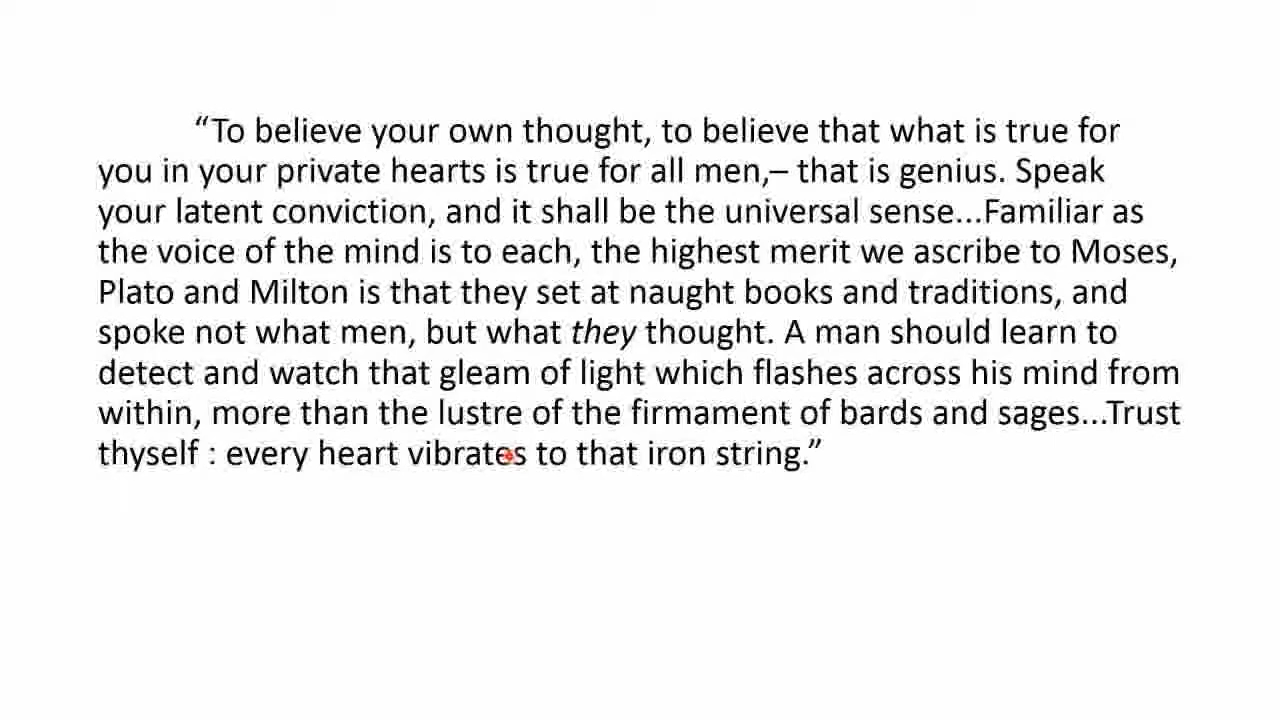 “To believe your own thought, to believe that what is true for
you in your private hearts is true for all men,– that is genius. Speak
your latent conviction, and it shall be the universal sense...Familiar as
the voice of the mind is to each, the highest merit we ascribe to Moses,
Plato and Milton is that they set at naught books and traditions, and
spoke not what men, but what they thought. A man should learn to
detect and watch that gleam of light which flashes across his mind from
within, more than the lustre of the firmament of bards and sages...Trust
thyself : every heart vibrates to that iron string.”